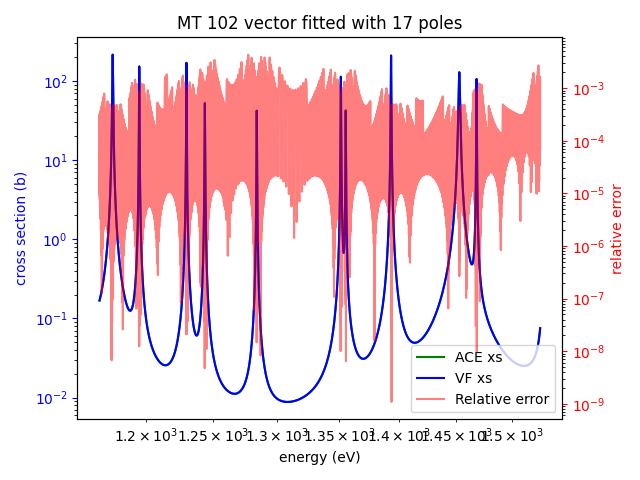 MT 102 vector fitted with 17 poles
10²
10¹
10⁰
10⁻¹
10⁻²
cross section (b)
10⁻³
10⁻⁴
10⁻⁵
10⁻⁶
10⁻⁷
10⁻⁸
10⁻⁹
relative error
ACE xs
VF xs
Relative error
1.2 × 10³ 1.25 × 10³ 1.3 × 10³ 1.35 × 10³ 1.4 × 10³ 1.45 × 10³ 1.5 × 10³
energy (eV)